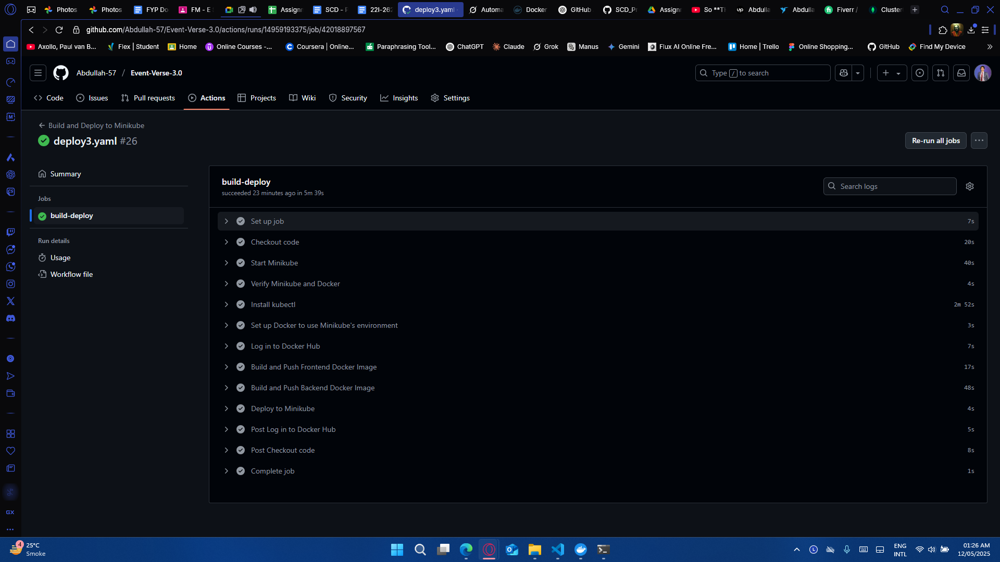 Photos
Photos
FYP Do
FM - E S
Assignr
SCD - P
22I-262
deploy3.yaml
Automa
Docker
GitHub
SCD_Pr
Assignr
So **TH
Abdulla
Abdulla
Fiverr /
Cluster
github.com/Abdullah-57/Event-Verse-3.0/actions/runs/14959193375/job/42018897567
Axollo, Paul van B...
Flex | Student
Home
Online Courses -...
Coursera | Online...
Paraphrasing Tool...
ChatGPT
Claude
Grok
Manus
Gemini
Flux AI Online Fre...
Home | Trello
Online Shopping...
GitHub
Find My Device
Abdullah-57 / Event-Verse-3.0
Type / to search
Code
Issues
Pull requests
Actions
Projects
Wiki
Security
Insights
Settings
Build and Deploy to Minikube
deploy3.yaml #26
Re-run all jobs
Summary
Jobs
build-deploy
Run details
Usage
Workflow file
build-deploy
succeeded 23 minutes ago in 5m 39s
Search logs
Set up job 7s
Checkout code 20s
Start Minikube 40s
Verify Minikube and Docker 4s
Install kubectl 2m 52s
Set up Docker to use Minikube's environment 3s
Log in to Docker Hub 7s
Build and Push Frontend Docker Image 17s
Build and Push Backend Docker Image 48s
Deploy to Minikube 4s
Post Log in to Docker Hub 5s
Post Checkout code 8s
Complete job 1s
GX
4
25°C
Smoke
ENG
INTL
01:26 AM
12/05/2025